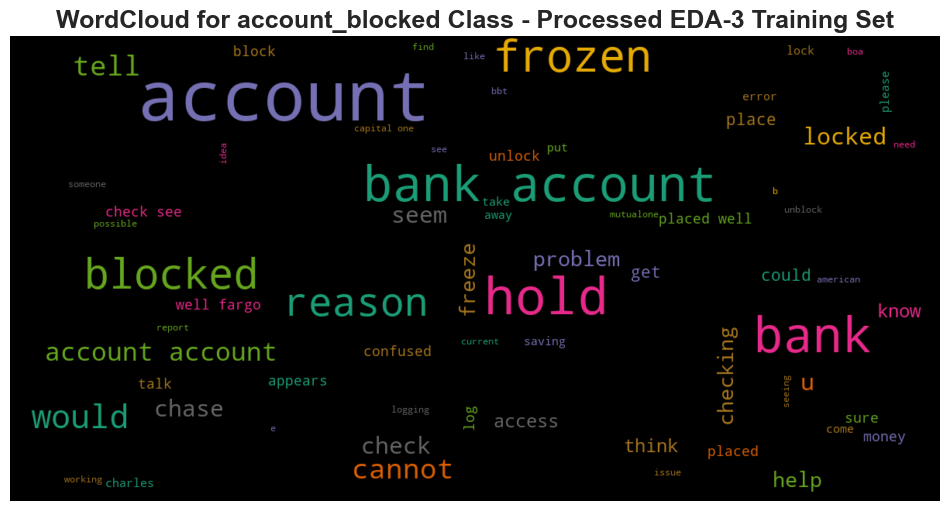 WordCloud for account_blocked Class - Processed EDA-3 Training Set
tell
block
find
like
frozen
lock
boa
please
account
bbt
error
capital one
place
locked
need
idea
see
unlock
put
someone
bank account
b
check see
possible
seem
take
away
mutualone
placed well
unblock
blocked
freeze
problem
get
could
american
well fargo
reason
hold
know
report
bank
account account
confused
current
saving
checking
talk
appears
seeing
u
would
chase
logging
log
access
sure
e
come
money
check
think
placed
cannot
issue
help
working
charles